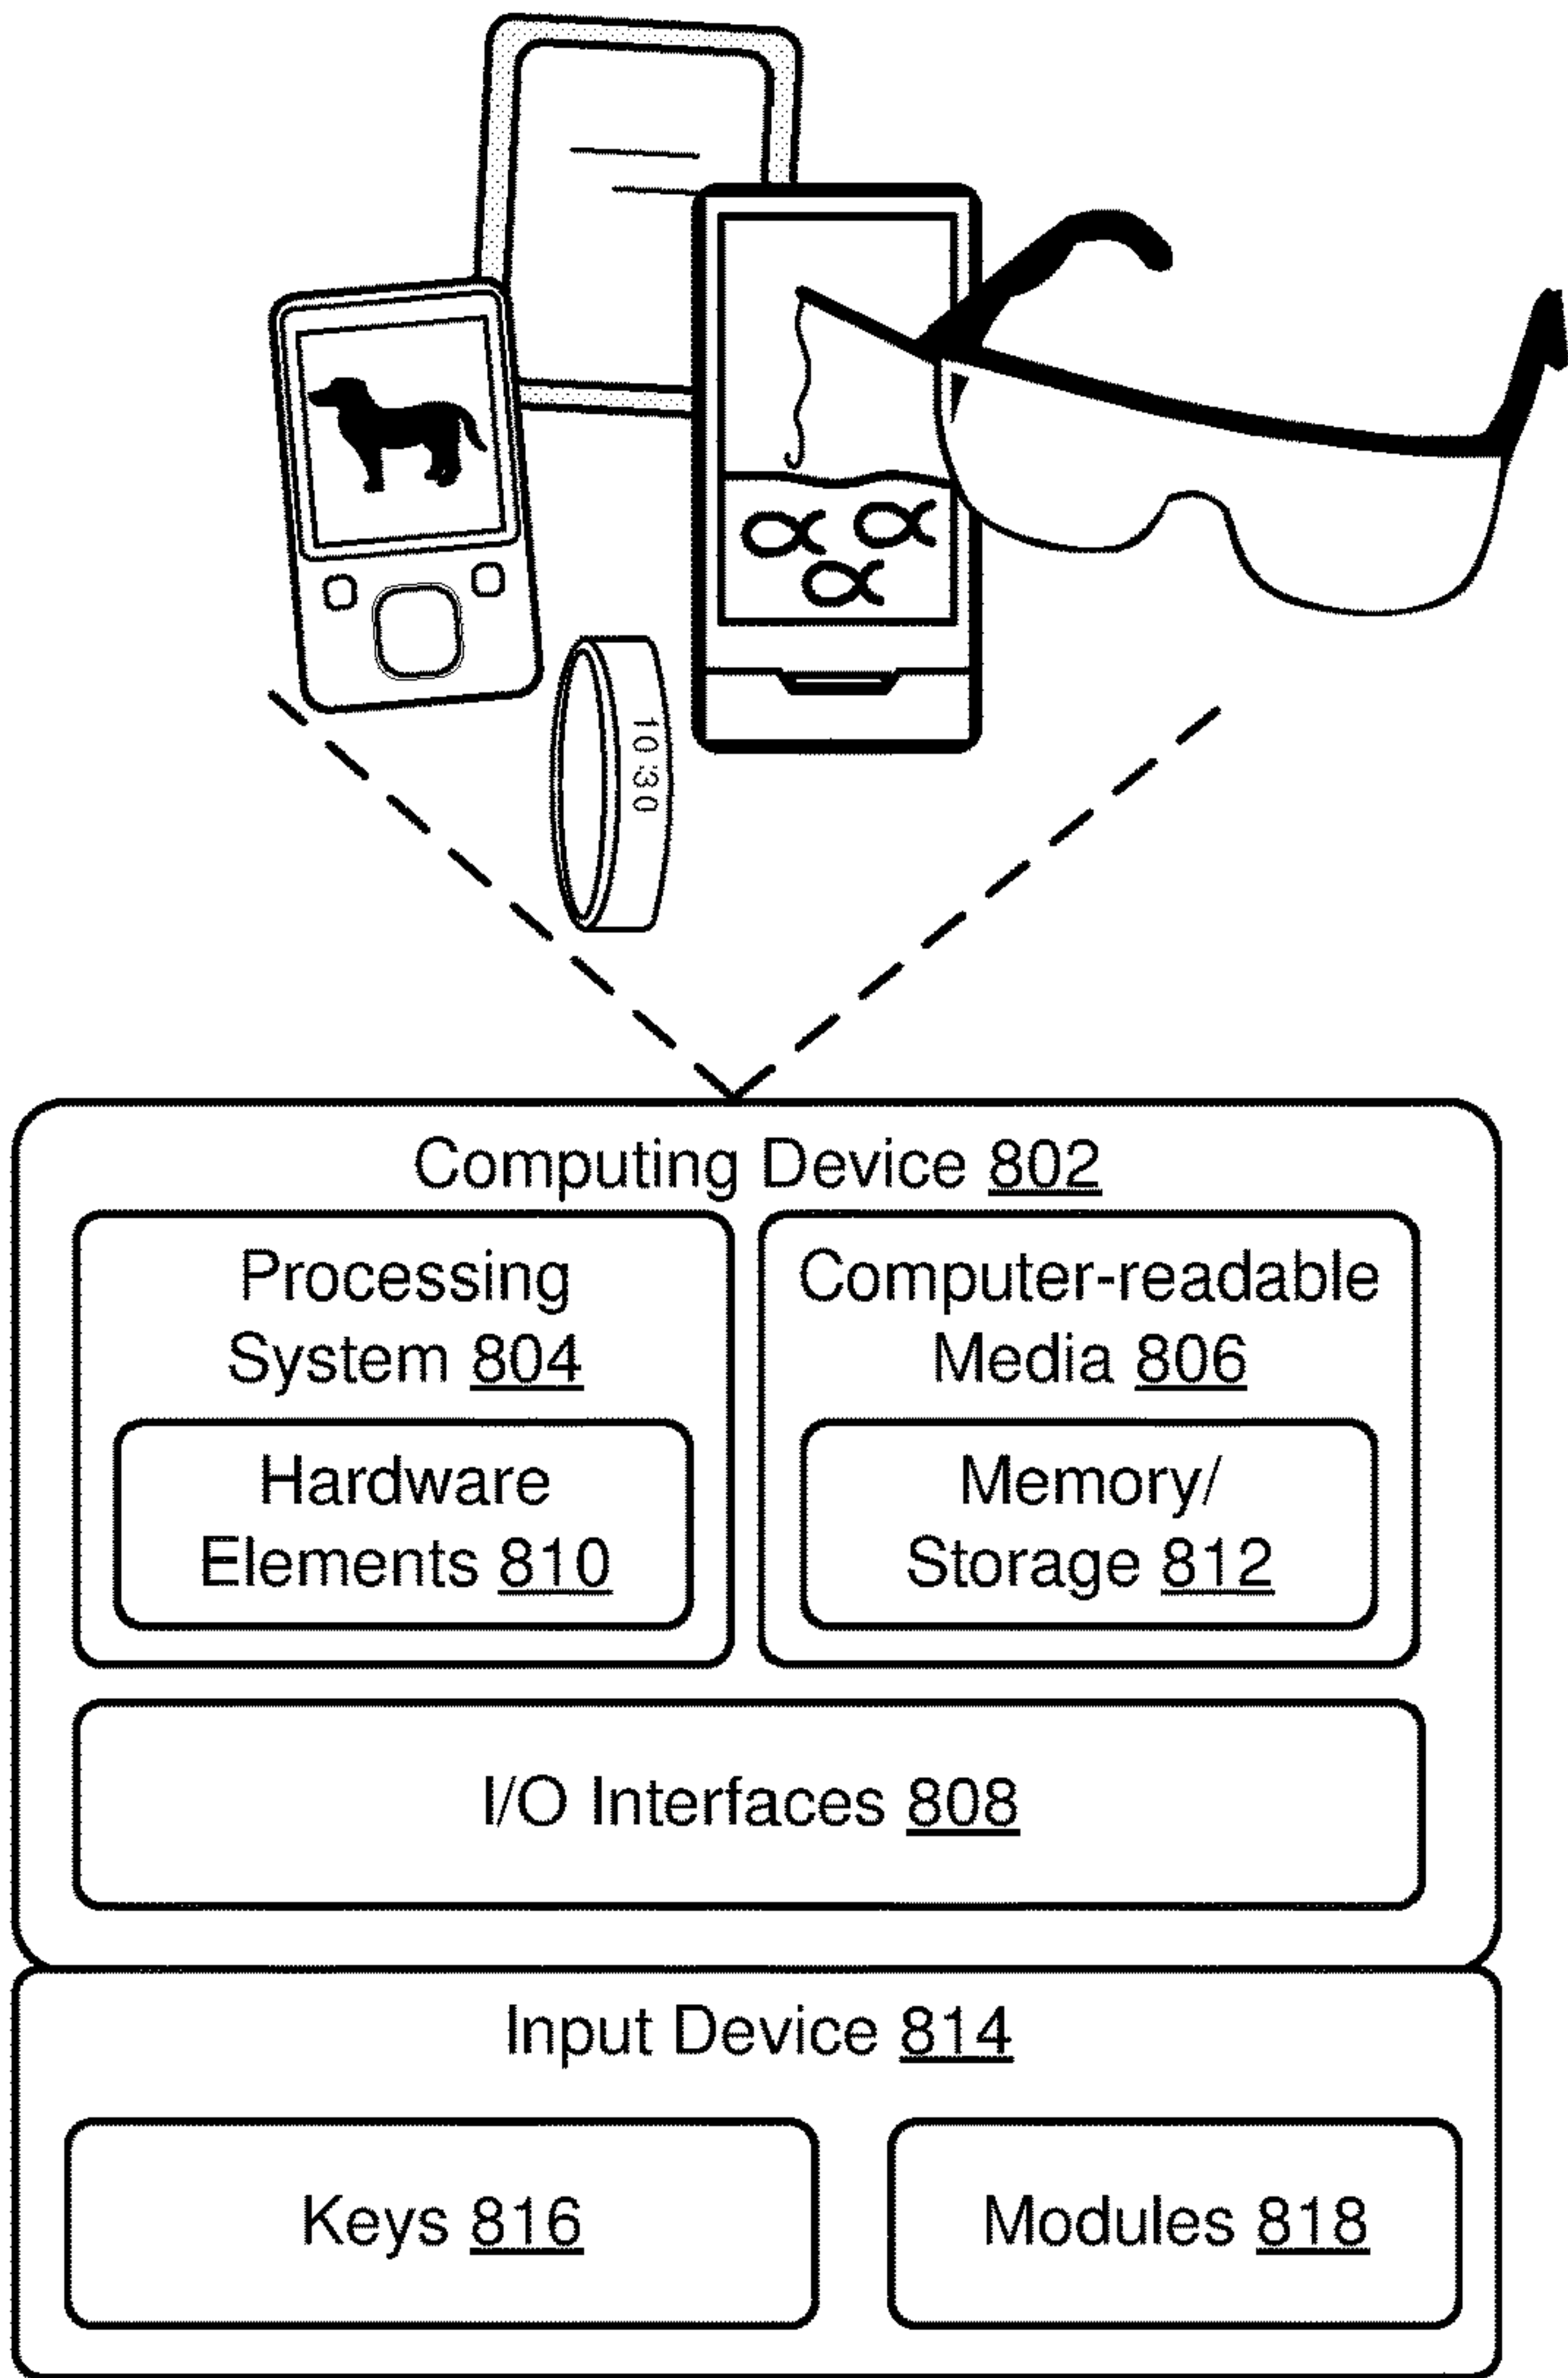 10:30
Computing Device 802
Processing
System 804
Computer-readable
Media 806
Hardware
Elements 810
Memory/
Storage 812
I/O Interfaces 808
Input Device 814
Keys 816
Modules 818